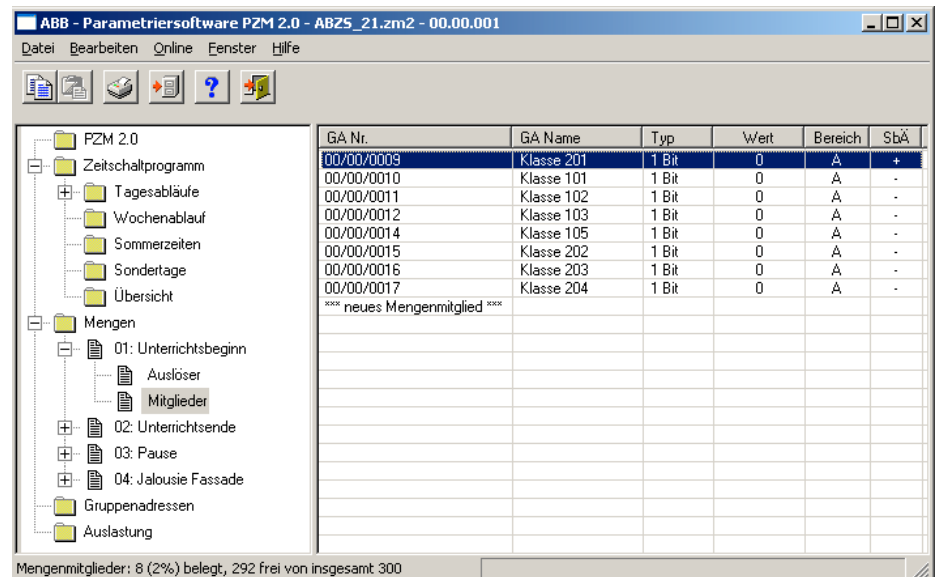 ABB - Parametriersoftware PZM 2.0 - ABZS_21.zm2 - 00.00.001
Datei Bearbeiten Online Fenster Hilfe
PZM 2.0
Zeitschaltprogramm
Tagesabläufe
Wochenablauf
Sommerzeiten
Sondertage
Übersicht
Mengen
01: Unterrichtsbeginn
Auslöser
Mitglieder
02: Unterrichtsende
03: Pause
04: Jalousie Fassade
Gruppenadressen
Auslastung
GA Nr. GA Name Typ Wert Bereich SbÄ
00/00/0009 Klasse 201 1 Bit 0 A +
00/00/0010 Klasse 101 1 Bit 0 A -
00/00/0011 Klasse 102 1 Bit 0 A -
00/00/0012 Klasse 103 1 Bit 0 A -
00/00/0014 Klasse 105 1 Bit 0 A -
00/00/0015 Klasse 202 1 Bit 0 A -
00/00/0016 Klasse 203 1 Bit 0 A -
00/00/0017 Klasse 204 1 Bit 0 A -
*** neues Mengenmitglied ***
Mengenmitglieder: 8 (2%) belegt, 292 frei von insgesamt 300